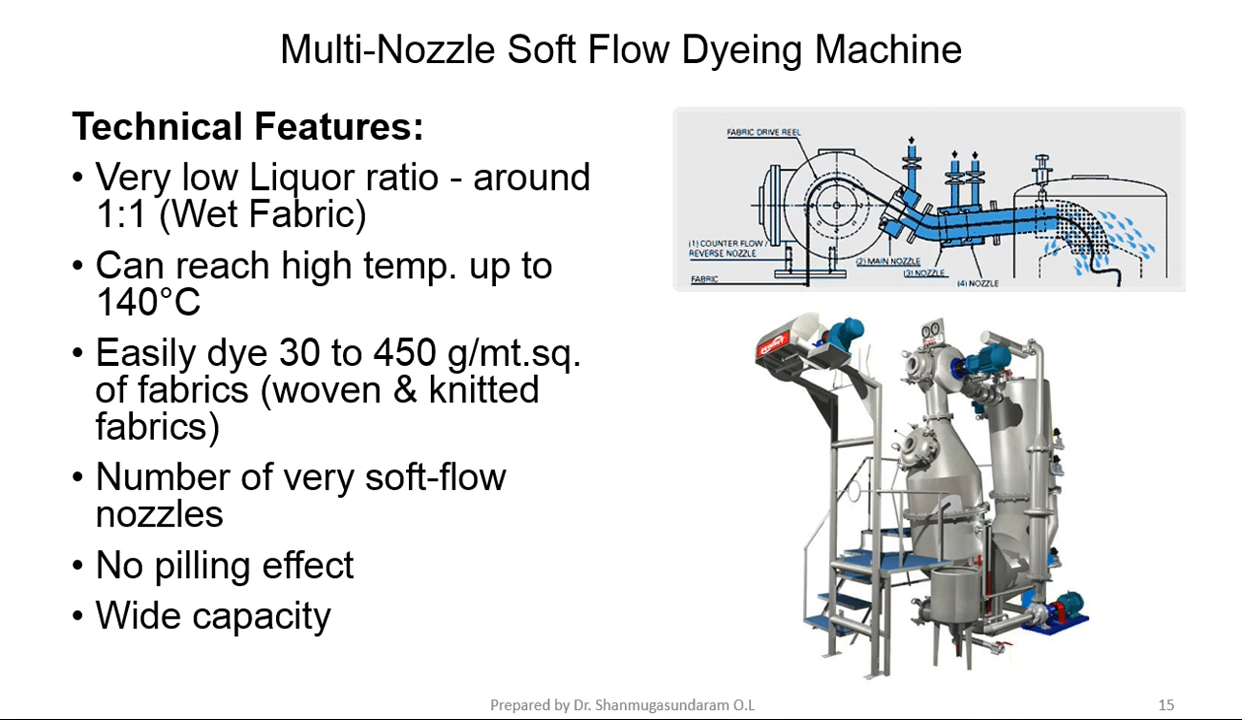 Multi-Nozzle Soft Flow Dyeing Machine
Technical Features:
• Very low Liquor ratio - around
1:1 (Wet Fabric)
• Can reach high temp. up to
140°C
• Easily dye 30 to 450 g/mt.sq.
of fabrics (woven & knitted
fabrics)
• Number of very soft-flow
nozzles
• No pilling effect
• Wide capacity
FABRIC DRIVE REEL
(1) COUNTER FLOW /
REVERSE NOZZLE
(2) MAIN NOZZLE
(3) NOZZLE
FABRIC
(4) NOZZLE
Prepared by Dr. Shanmugasundaram O.L
15